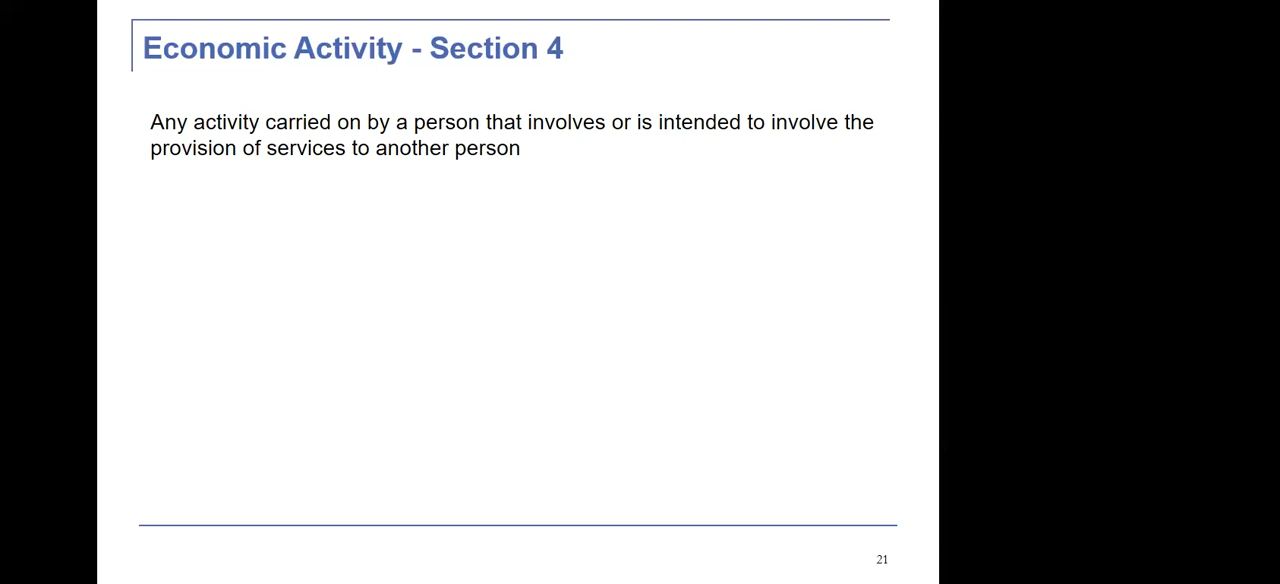 Economic Activity - Section 4
Any activity carried on by a person that involves or is intended to involve the
provision of services to another person
21